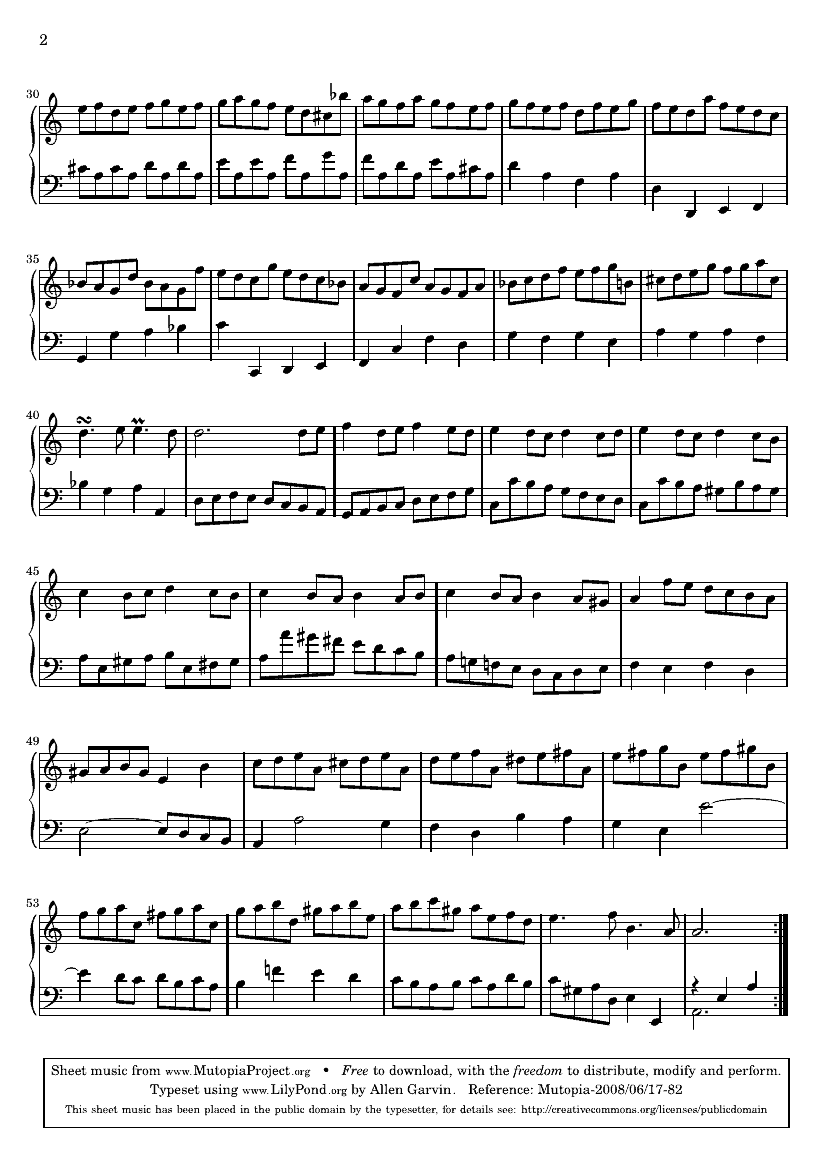 2
30
35
40
45
49
53
Sheet music from www.MutopiaProject.org • Free to download, with the freedom to distribute, modify and perform.
Typeset using www.LilyPond.org by Allen Garvin. Reference: Mutopia-2008/06/17-82
This sheet music has been placed in the public domain by the typesetter, for details see: http://creativecommons.org/licenses/publicdomain